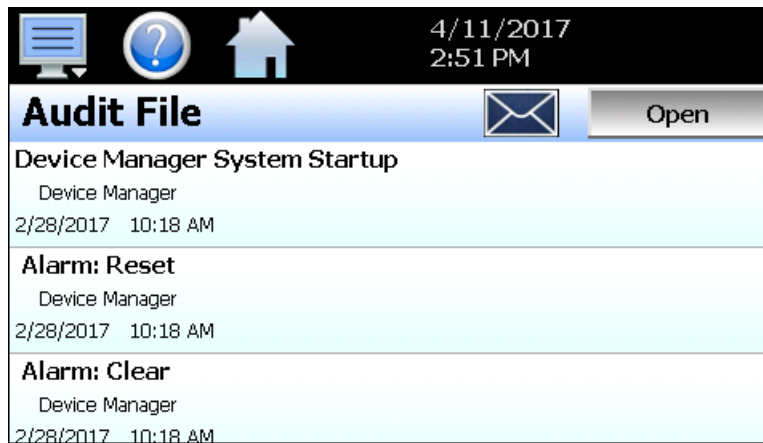 4/11/2017
2:51 PM
Audit File
Open
Device Manager System Startup
Device Manager
2/28/2017 10:18 AM
Alarm: Reset
Device Manager
2/28/2017 10:18 AM
Alarm: Clear
Device Manager
2/28/2017 10:18 AM